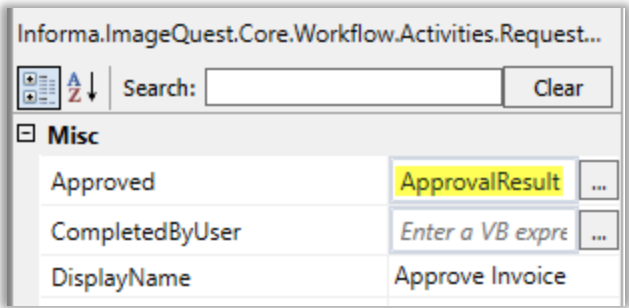 Informa.ImageQuest.Core.Workflow.Activities.Request...
A Z Search: Clear
Misc
Approved ApprovalResult ...
CompletedByUser Enter a VB expre ...
DisplayName Approve Invoice